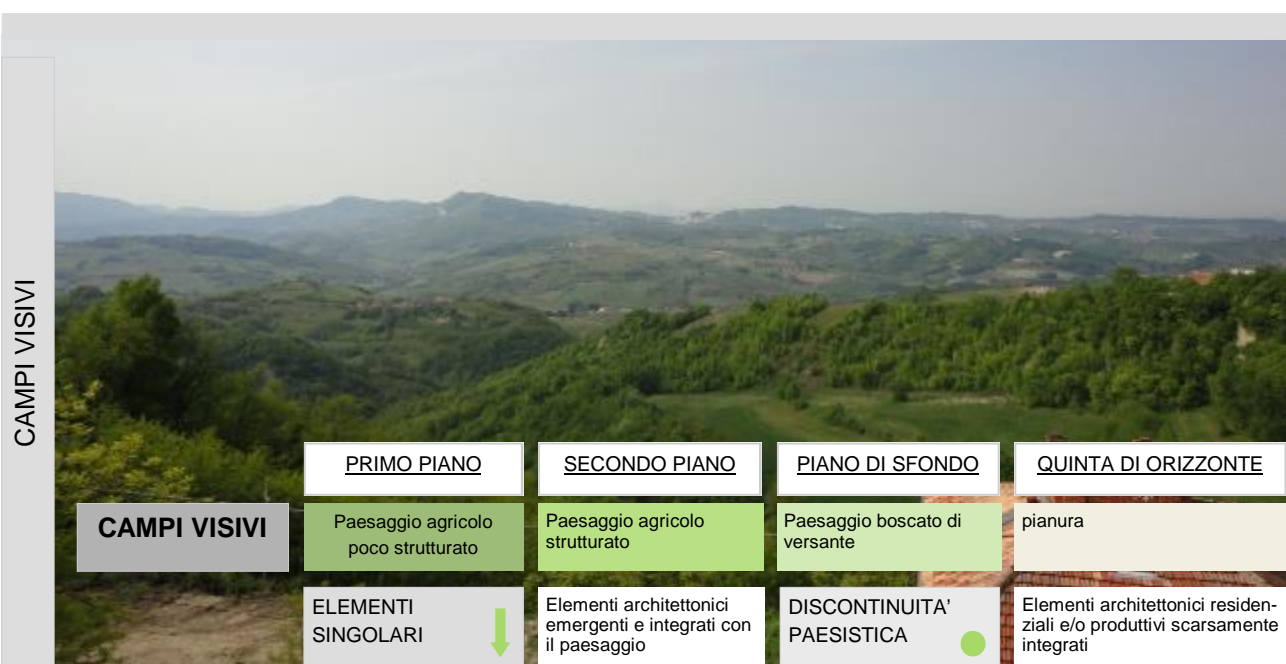 CAMPI VISIVI
PRIMO PIANO
SECONDO PIANO
PIANO DI SFONDO
QUINTA DI ORIZZONTE
CAMPI VISIVI
Paesaggio agricolo
poco strutturato
Paesaggio agricolo
strutturato
Paesaggio boscato di
versante
pianura
ELEMENTI
SINGOLARI
Elementi architettonici
emergenti e integrati con
il paesaggio
DISCONTINUITA’
PAESISTICA
Elementi architettonici residen-
ziali e/o produttivi scarsamente
integrati